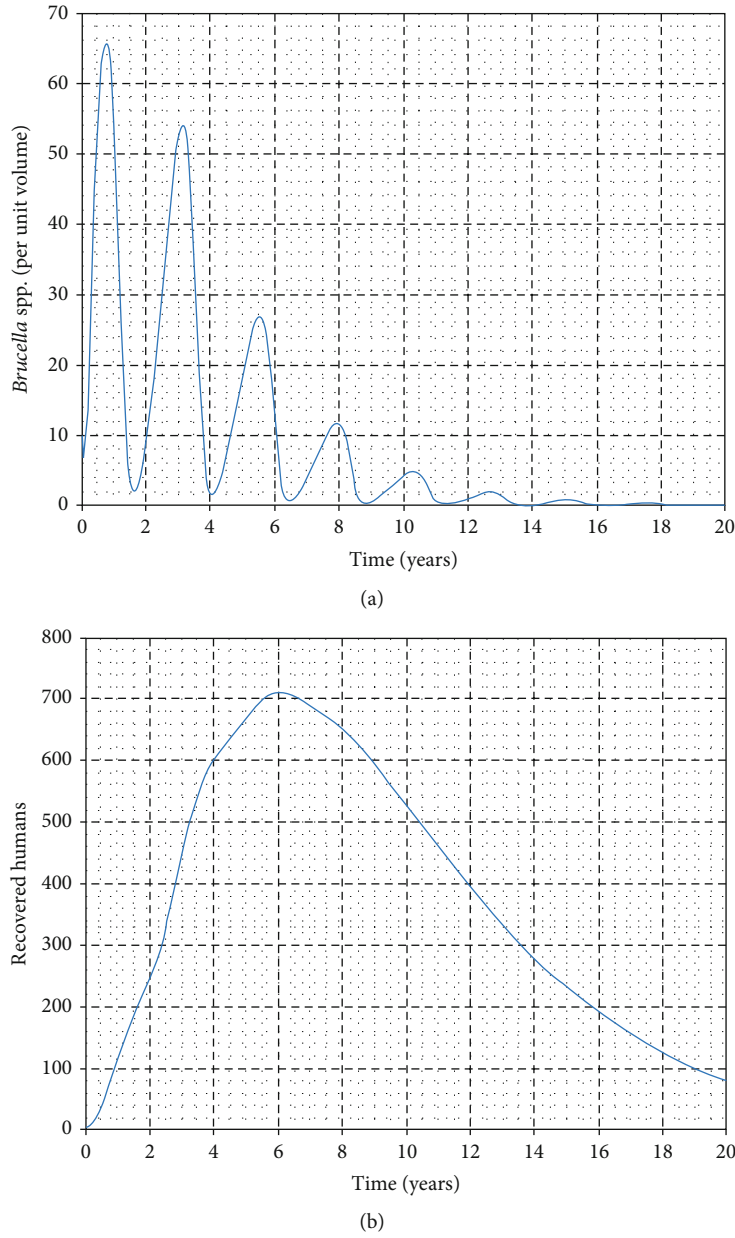 70
60
50
40
30
20
10
0
Brucella spp. (per unit volume)
0 2 4 6 8 10 12 14 16 18 20
Time (years)
(a)
800
700
600
500
400
300
200
100
0
Recovered humans
0 2 4 6 8 10 12 14 16 18 20
Time (years)
(b)